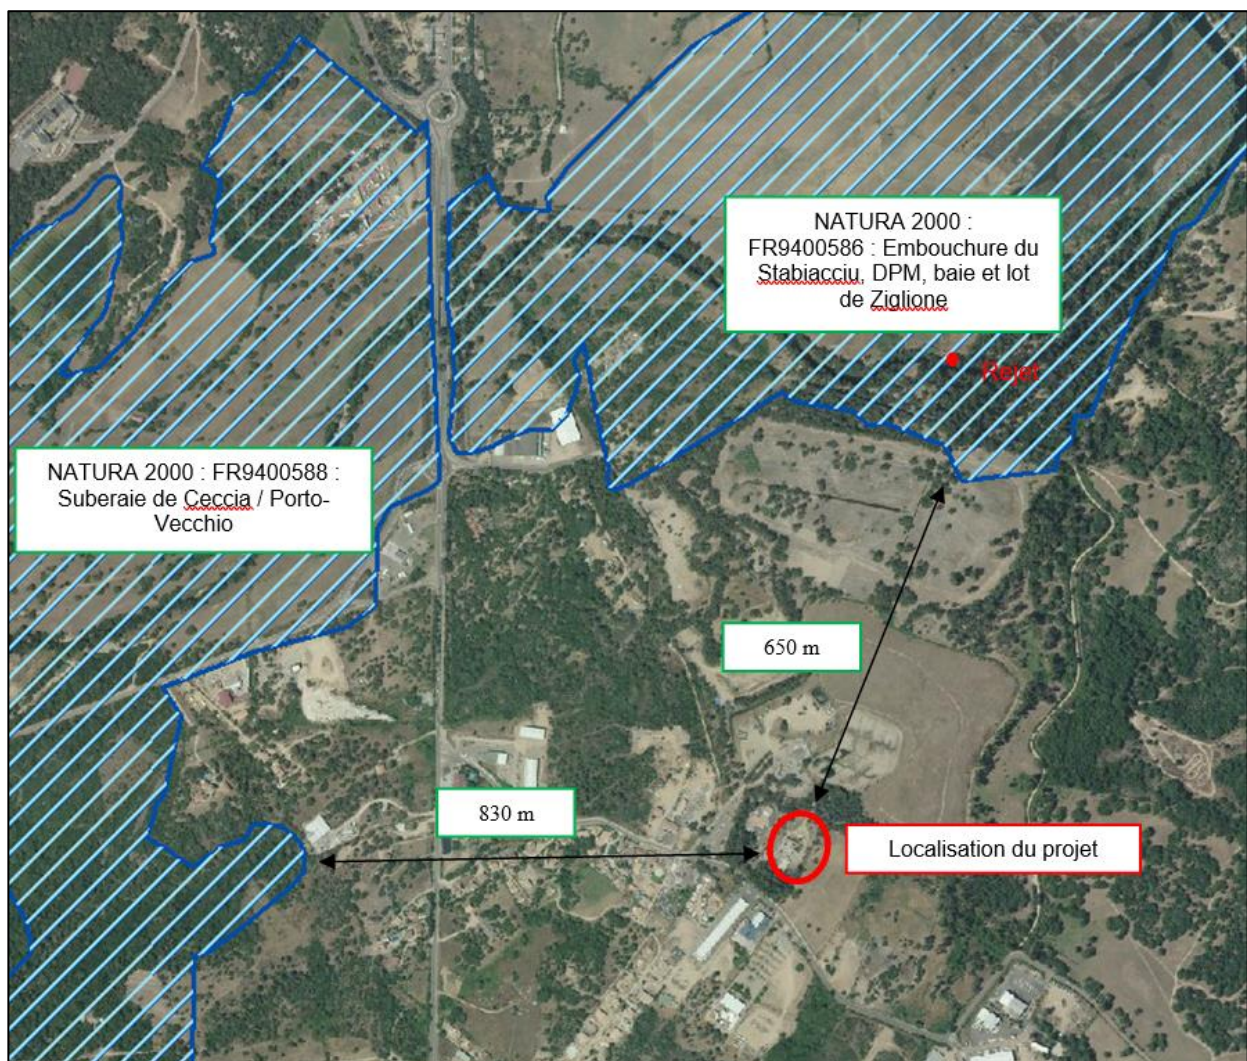 NATURA 2000 :
FR9400586 : Embouchure du
Stabiacciu, DPM, baie et lot
de Ziglione
Rejet
NATURA 2000 : FR9400588 :
Suberaie de Ceccia / Porto-
Vecchio
650 m
830 m
Localisation du projet